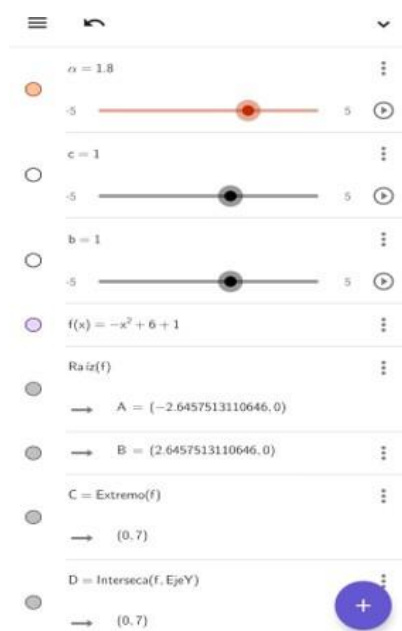 α = 1.8
-5 5
c = 1
-5 5
b = 1
-5 5
f(x) = −x² + 6 + 1
Raíz(f)
→ A = (−2.6457513110646, 0)
→ B = (2.6457513110646, 0)
C = Extremo(f)
→ (0, 7)
D = Interseca(f, EjeY)
→ (0, 7)